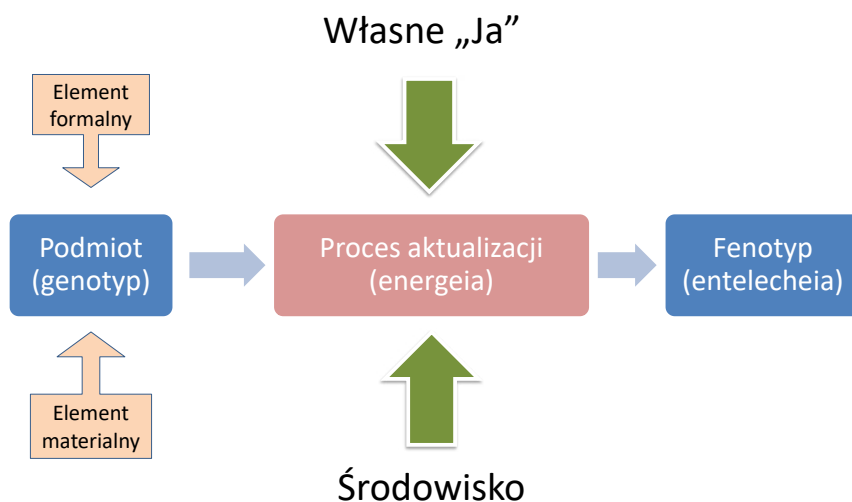 Własne „Ja”
Element
formalny
Podmiot
(genotyp)
Proces aktualizacji
(energeia)
Fenotyp
(entelecheia)
Element
materialny
Środowisko